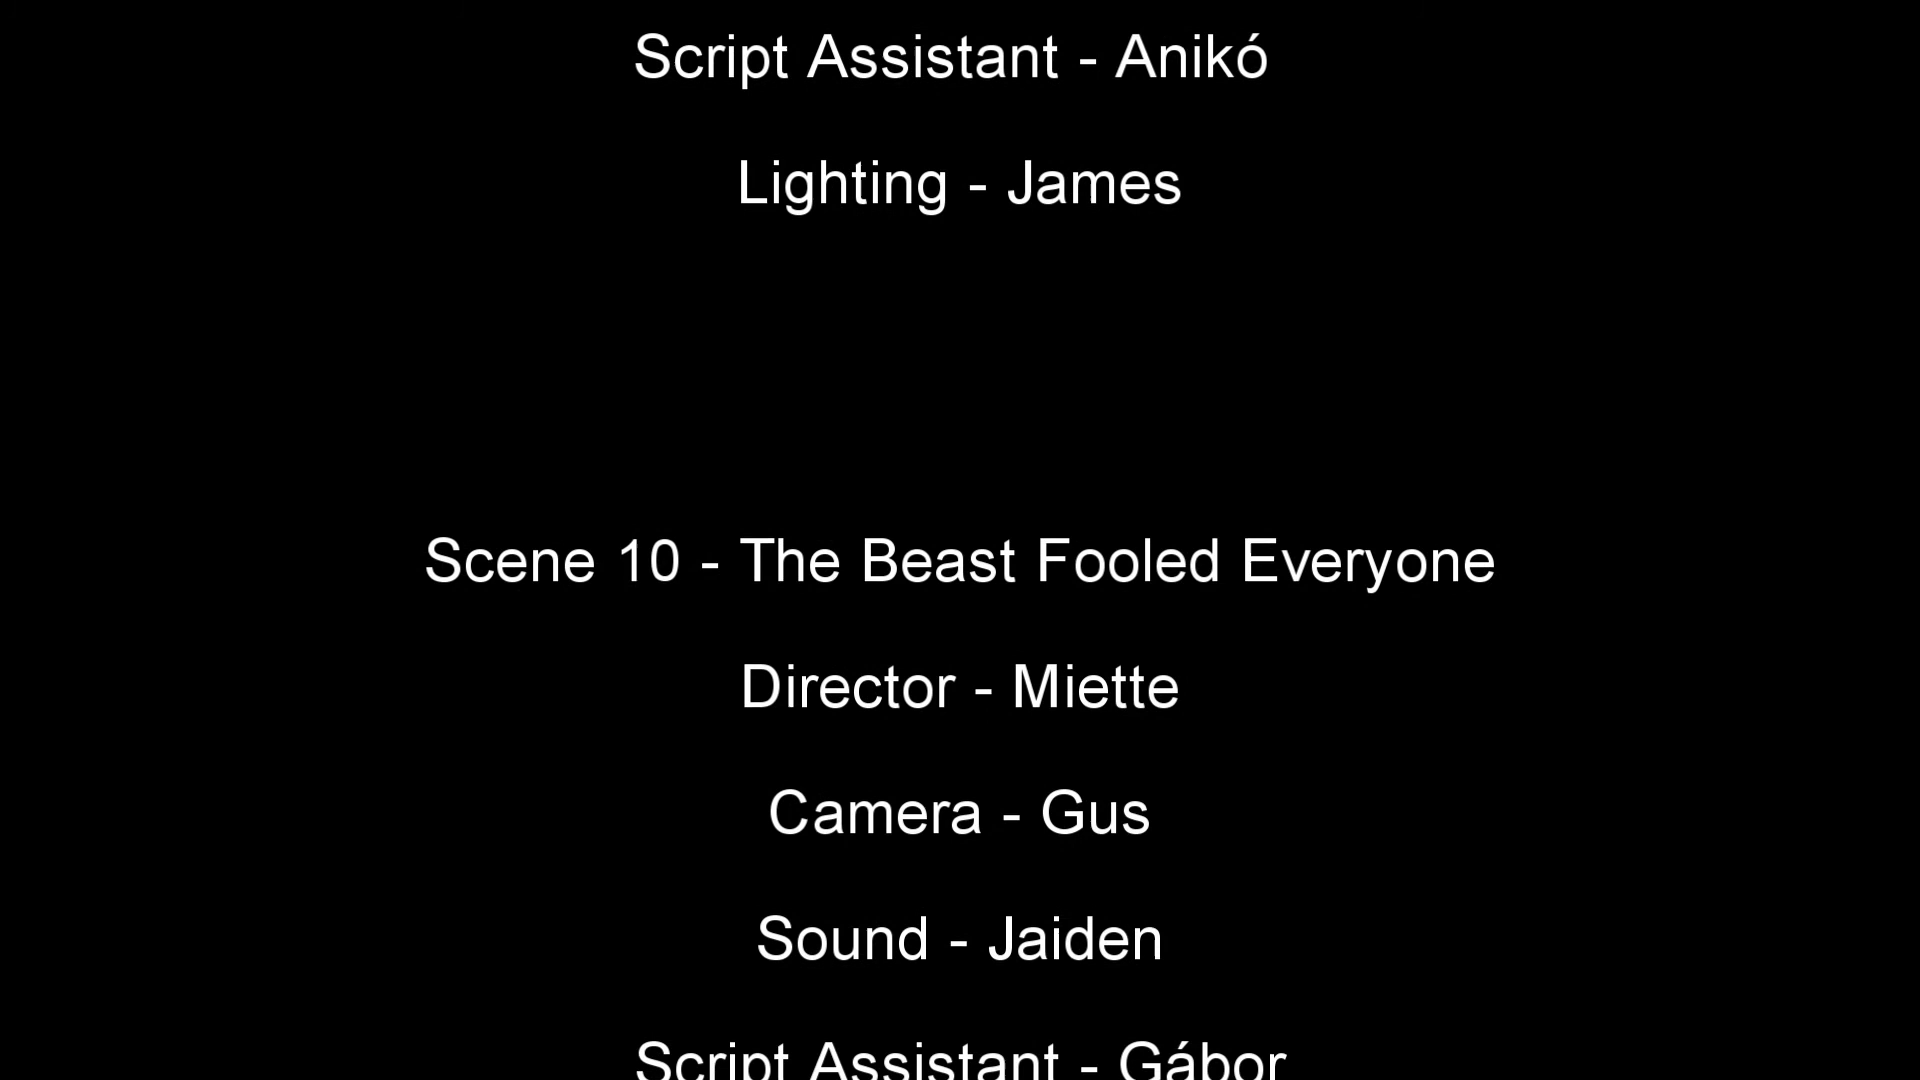 Script Assistant - Anikó
Lighting - James
Scene 10 - The Beast Fooled Everyone
Director - Miette
Camera - Gus
Sound - Jaiden
Script Assistant - Gábor